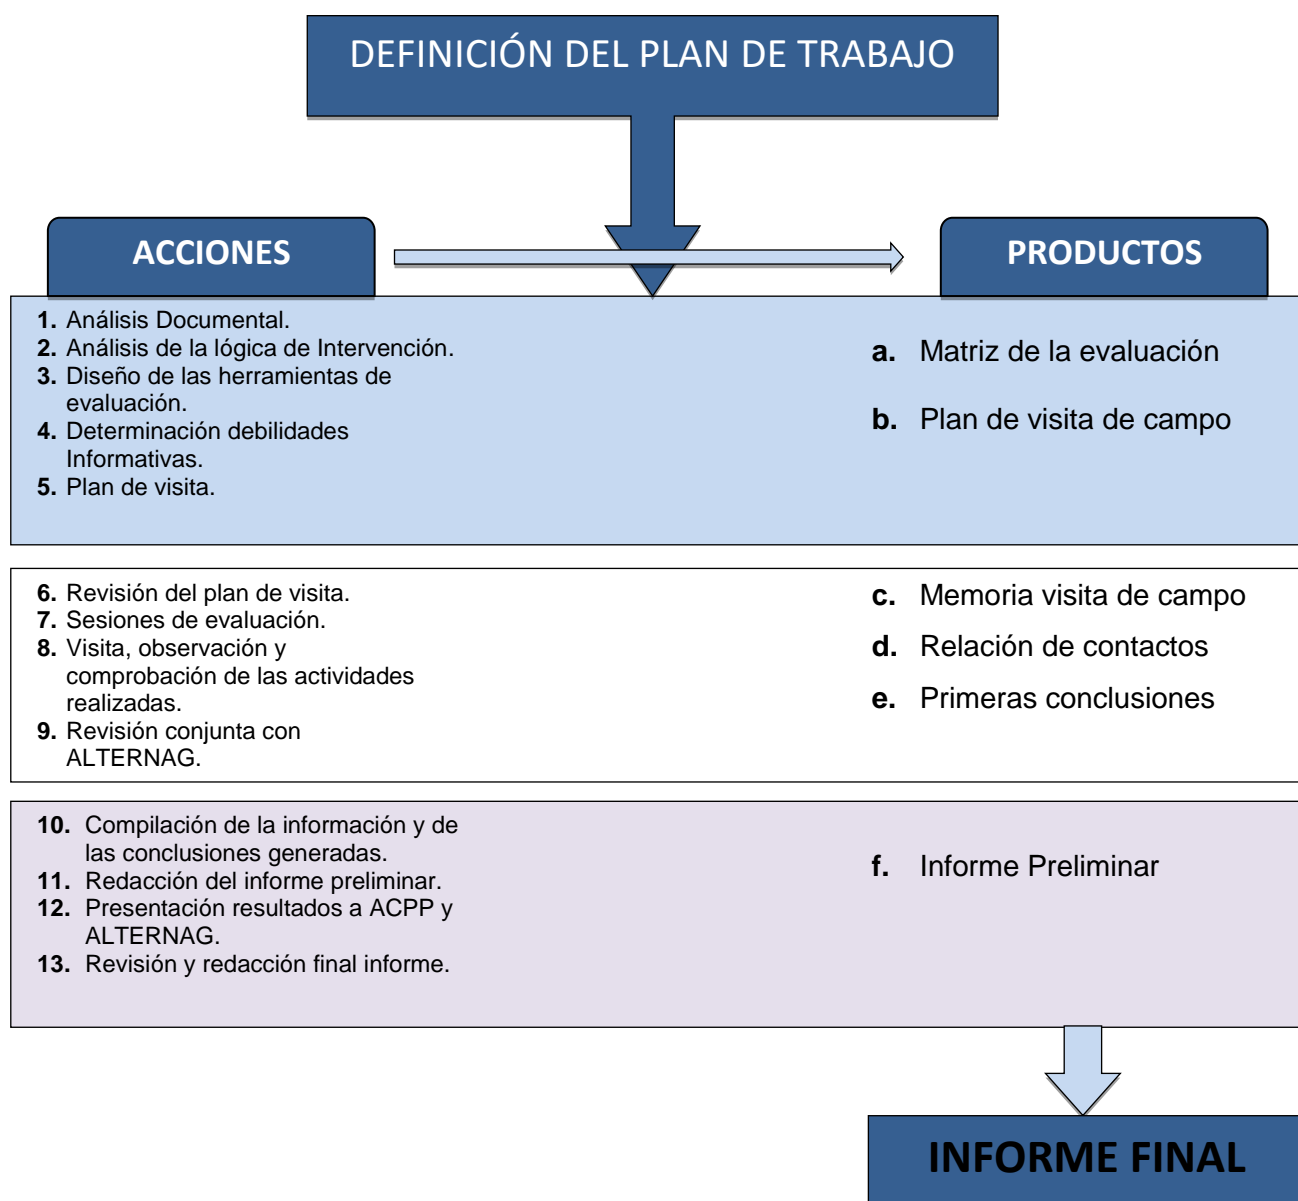 DEFINICIÓN DEL PLAN DE TRABAJO
ACCIONES
PRODUCTOS
1. Análisis Documental.
2. Análisis de la lógica de Intervención.
3. Diseño de las herramientas de
evaluación.
4. Determinación debilidades
Informativas.
5. Plan de visita.
a. Matriz de la evaluación
b. Plan de visita de campo
6. Revisión del plan de visita.
7. Sesiones de evaluación.
8. Visita, observación y
comprobación de las actividades
realizadas.
9. Revisión conjunta con
ALTERNAG.
c. Memoria visita de campo
d. Relación de contactos
e. Primeras conclusiones
10. Compilación de la información y de
las conclusiones generadas.
11. Redacción del informe preliminar.
12. Presentación resultados a ACPP y
ALTERNAG.
13. Revisión y redacción final informe.
f. Informe Preliminar
INFORME FINAL